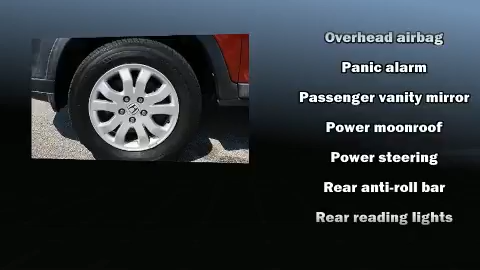 Overhead airbag
Panic alarm
Passenger vanity mirror
Power moonroof
Power steering
Rear anti-roll bar
Rear reading lights